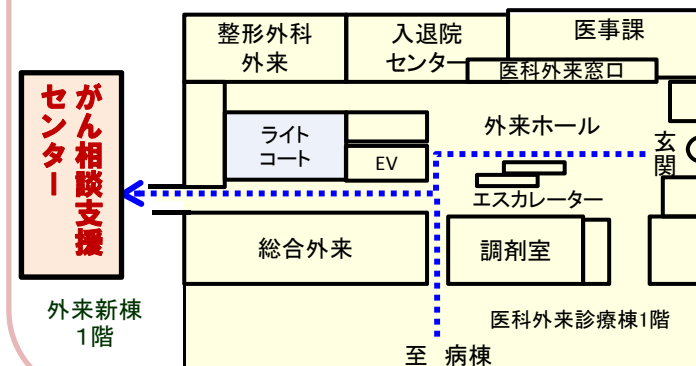 整形外科
外来
入退院
センター
医事課
医科外来窓口
がん相談支援
センター
ライト
コート
EV
外来ホール
玄関
エスカレーター
総合外来
調剤室
外来新棟
1階
医科外来診療棟1階
至 病棟